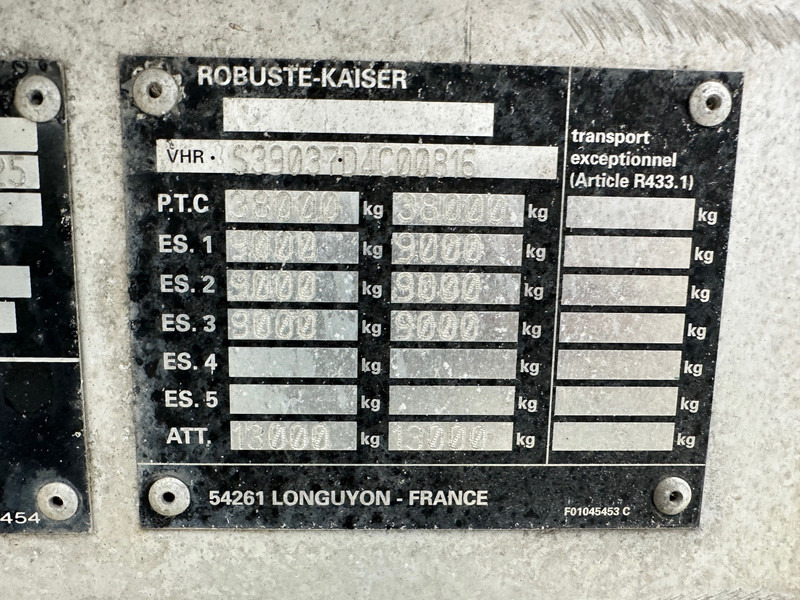 ROBUSTE-KAISER
VHR · S39037D4C00816
transport
exceptionnel
(Article R433.1)
P.T.C 38000 kg 38000 kg kg
ES. 1 9000 kg 9000 kg kg
ES. 2 9000 kg 9000 kg kg
ES. 3 9000 kg 9000 kg kg
ES. 4 kg kg kg
ES. 5 kg kg kg
ATT. 13000 kg 13000 kg kg
54261 LONGUYON - FRANCE
F01045453 C
454